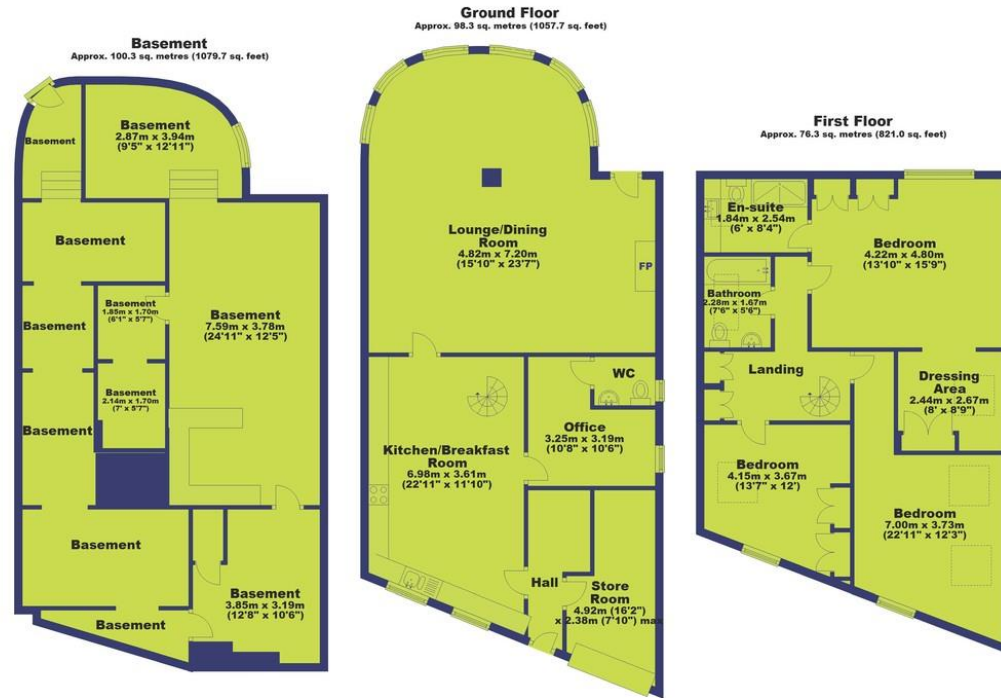 Basement
Approx. 100.3 sq. metres (1079.7 sq. feet)
Basement
Basement
2.87m x 3.94m
(9'5" x 12'11")
Basement
Basement
1.85m x 1.70m
(6'1" x 5'7")
Basement
7.59m x 3.78m
(24'11" x 12'5")
Basement
Basement
2.14m x 1.70m
(7' x 5'7")
Basement
Basement
Basement
3.85m x 3.19m
(12'8" x 10'6")
Basement
Ground Floor
Approx. 98.3 sq. metres (1057.7 sq. feet)
Lounge/Dining
Room
4.82m x 7.20m
(15'10" x 23'7")
FP
WC
Office
3.25m x 3.19m
(10'8" x 10'6")
Kitchen/Breakfast
Room
6.98m x 3.61m
(22'11" x 11'10")
Hall
Store
Room
4.92m (16'2")
x 2.38m (7'10") max
First Floor
Approx. 76.3 sq. metres (821.0 sq. feet)
En-suite
1.84m x 2.54m
(6' x 8'4")
Bedroom
4.22m x 4.80m
(13'10" x 15'9")
Bathroom
2.28m x 1.67m
(7'6" x 5'6")
Landing
Dressing
Area
2.44m x 2.67m
(8' x 8'9")
Bedroom
4.15m x 3.67m
(13'7" x 12')
Bedroom
7.00m x 3.73m
(22'11" x 12'3")